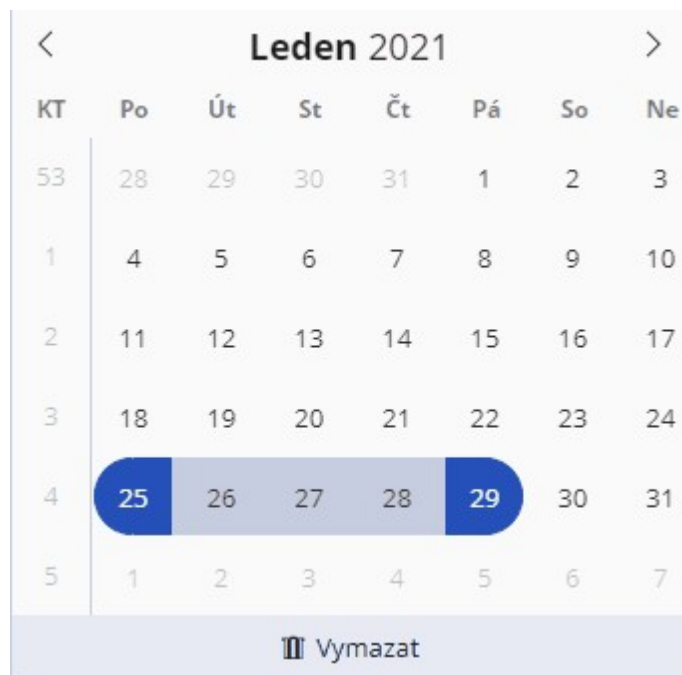 Leden 2021
KT Po Út St Čt Pá So Ne
53 28 29 30 31 1 2 3
1 4 5 6 7 8 9 10
2 11 12 13 14 15 16 17
3 18 19 20 21 22 23 24
4 25 26 27 28 29 30 31
5 1 2 3 4 5 6 7
Vymazat